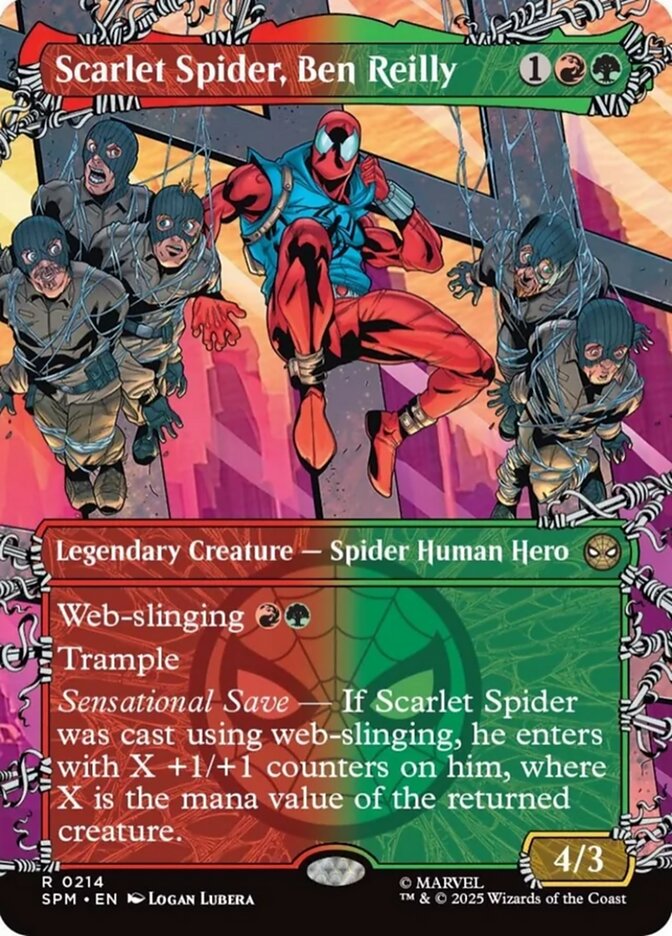 Scarlet Spider, Ben Reilly 1
Legendary Creature — Spider Human Hero
Web-slinging
Trample
Sensational Save — If Scarlet Spider
was cast using web-slinging, he enters
with X +1/+1 counters on him, where
X is the mana value of the returned
creature.
4/3
R 0214
SPM • EN Logan Lubera
© MARVEL
™ & © 2025 Wizards of the Coast